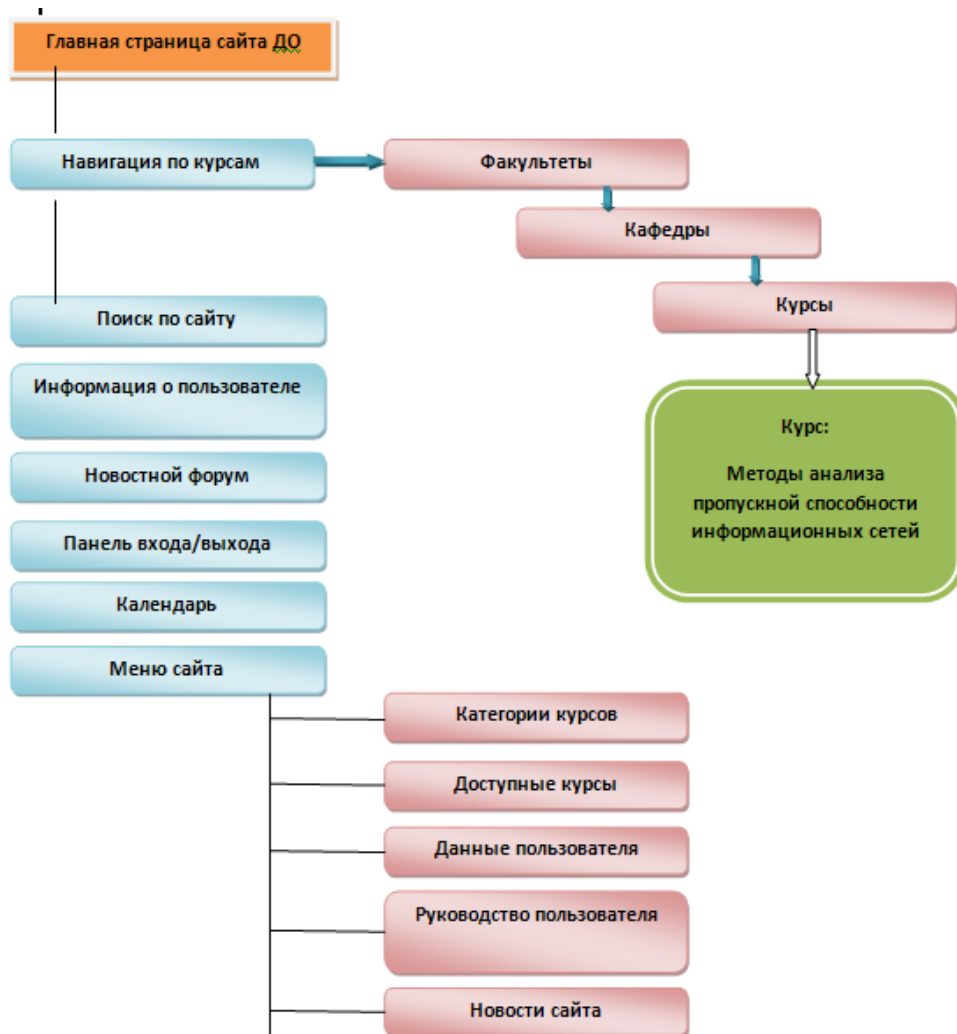 Главная страница сайта ДО
Навигация по курсам
Факультеты
Кафедры
Курсы
Поиск по сайту
Информация о пользователе
Новостной форум
Панель входа/выхода
Календарь
Меню сайта
Курс:
Методы анализа
пропускной способности
информационных сетей
Категории курсов
Доступные курсы
Данные пользователя
Руководство пользователя
Новости сайта